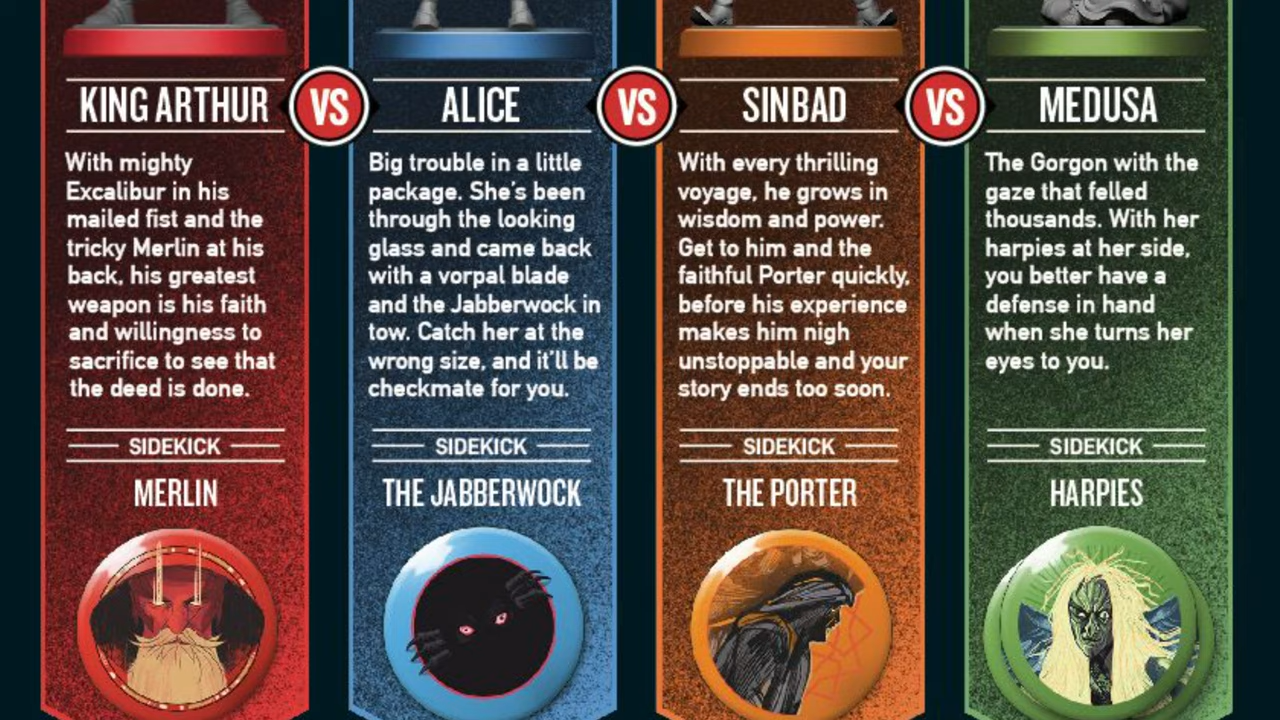 KING ARTHUR
With mighty
Excalibur in his
mailed fist and the
tricky Merlin at his
back, his greatest
weapon is his faith
and willingness to
sacrifice to see that
the deed is done.
SIDEKICK
MERLIN
VS
ALICE
Big trouble in a little
package. She's been
through the looking
glass and came back
with a vorpal blade
and the Jabberwock in
tow. Catch her at the
wrong size, and it'll be
checkmate for you.
SIDEKICK
THE JABBERWOCK
VS
SINBAD
With every thrilling
voyage, he grows in
wisdom and power.
Get to him and the
faithful Porter quickly,
before his experience
makes him nigh
unstoppable and your
story ends too soon.
SIDEKICK
THE PORTER
VS
MEDUSA
The Gorgon with the
gaze that felled
thousands. With her
harpies at her side,
you better have a
defense in hand
when she turns her
eyes to you.
SIDEKICK
HARPIES